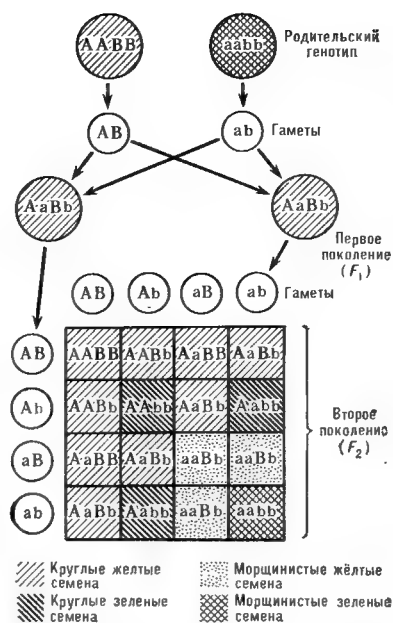 AABB aabb Родительский
генотип
AB ab Гаметы
AaBb AaBb
Первое
поколение
(F₁)
AB Ab aB ab Гаметы
AB AABB AABb AaBB AaBb
Ab AABb AAbb AaBb Aabb
aB AaBB AaBb aaBb aaBb
ab AaBb Aabb aaBb aabb
Второе
поколение
(F₂)
Круглые желтые
семена
Морщинистые жёлтые
семена
Круглые зеленые
семена
Морщинистые зеленые
семена